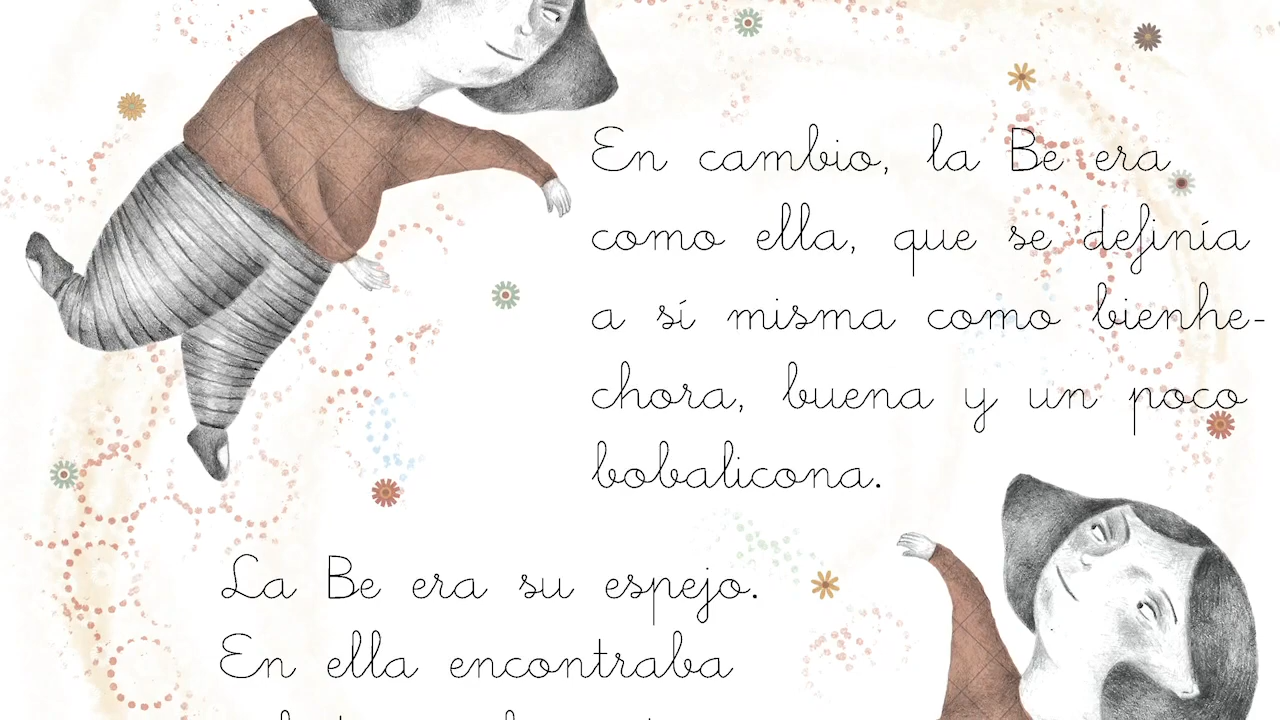 En cambio, la Be era
como ella, que se definía
a sí misma como bienhe-
chora, buena y un poco
bobalicona.
La Be era su espejo.
En ella encontraba